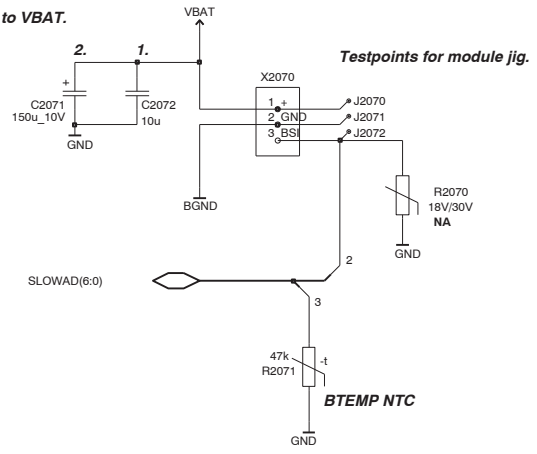 to VBAT.
VBAT
2.
1.
Testpoints for module jig.
+
C2071
150u_10V
C2072
10u
GND
X2070
1 +
2 GND
3 BSI
J2070
J2071
J2072
BGND
R2070
18V/30V
NA
GND
2
SLOWAD(6:0)
3
47k
-t
R2071
BTEMP NTC
GND